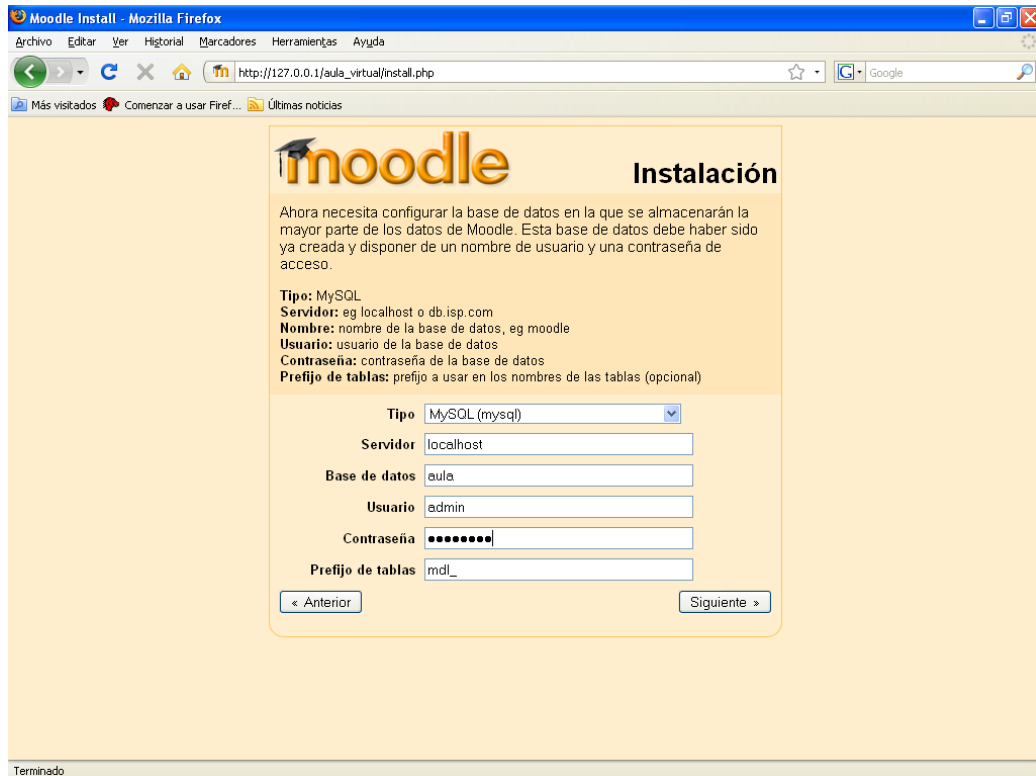 Moodle Install - Mozilla Firefox
Archivo Editar Ver Historial Marcadores Herramientas Ayuda
http://127.0.0.1/aula_virtual/install.php
G Google
Más visitados Comenzar a usar Firef... Últimas noticias
moodle
Instalación
Ahora necesita configurar la base de datos en la que se almacenarán la
mayor parte de los datos de Moodle. Esta base de datos debe haber sido
ya creada y disponer de un nombre de usuario y una contraseña de
acceso.
Tipo: MySQL
Servidor: eg localhost o db.isp.com
Nombre: nombre de la base de datos, eg moodle
Usuario: usuario de la base de datos
Contraseña: contraseña de la base de datos
Prefijo de tablas: prefijo a usar en los nombres de las tablas (opcional)
Tipo MySQL (mysql)
Servidor localhost
Base de datos aula
Usuario admin
Contraseña ••••••••
Prefijo de tablas mdl_
« Anterior Siguiente »
Terminado